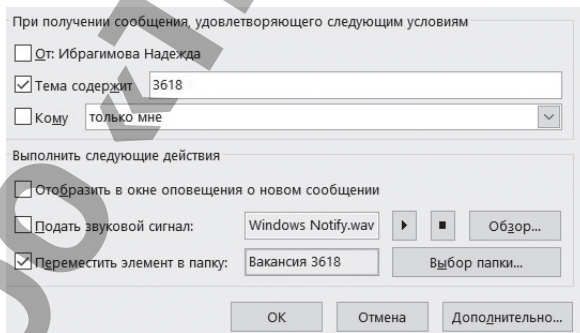 При получении сообщения, удовлетворяющего следующим условиям
От: Ибрагимова Надежда
Тема содержит 3618
Кому только мне
Выполнить следующие действия
Отобразить в окне оповещения о новом сообщении
Подать звуковой сигнал: Windows Notify.wav Обзор...
Переместить элемент в папку: Вакансия 3618 Выбор папки...
ОК Отмена Дополнительно...